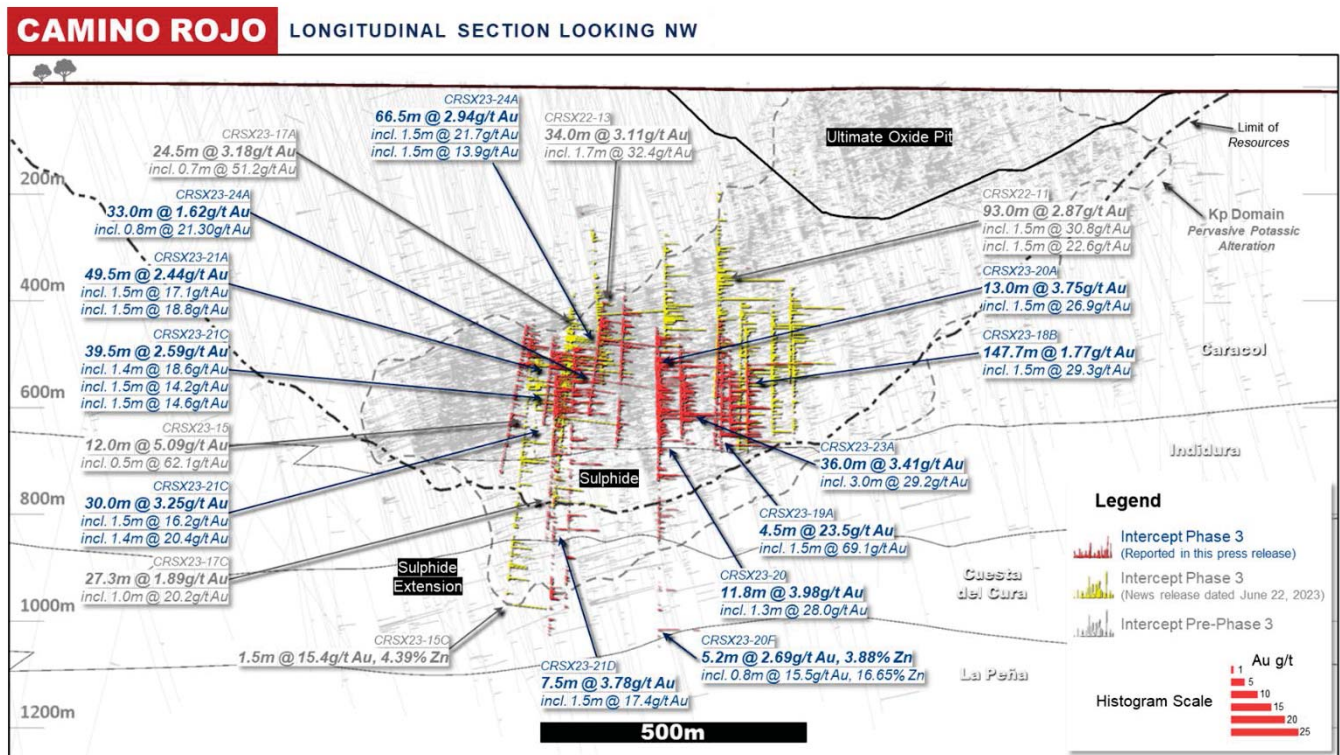 CAMINO ROJO LONGITUDINAL SECTION LOOKING NW
CRSX23-24A
66.5m @ 2.94g/t Au
incl. 1.5m @ 21.7g/t Au
incl. 1.5m @ 13.9g/t Au
CRSX22-13
34.0m @ 3.11g/t Au
incl. 1.7m @ 32.4g/t Au
CRSX23-17A
24.5m @ 3.18g/t Au
incl. 0.7m @ 51.2g/t Au
CRSX23-24A
33.0m @ 1.62g/t Au
incl. 0.8m @ 21.30g/t Au
CRSX23-21A
49.5m @ 2.44g/t Au
incl. 1.5m @ 17.1g/t Au
incl. 1.5m @ 18.8g/t Au
CRSX23-21C
39.5m @ 2.59g/t Au
incl. 1.4m @ 18.6g/t Au
incl. 1.5m @ 14.2g/t Au
incl. 1.5m @ 14.6g/t Au
CRSX23-15
12.0m @ 5.09g/t Au
incl. 0.5m @ 62.1g/t Au
CRSX23-21C
30.0m @ 3.25g/t Au
incl. 1.5m @ 16.2g/t Au
incl. 1.4m @ 20.4g/t Au
CRSX23-17C
27.3m @ 1.89g/t Au
incl. 1.0m @ 20.2g/t Au
CRSX23-15C
1.5m @ 15.4g/t Au, 4.39% Zn
CRSX23-21D
7.5m @ 3.78g/t Au
incl. 1.5m @ 17.4g/t Au
200m
400m
600m
800m
1000m
1200m
Ultimate Oxide Pit
Limit of
Resources
Kp Domain
Pervasive Potassic
Alteration
CRSX22-11
93.0m @ 2.87g/t Au
incl. 1.5m @ 30.8g/t Au
incl. 1.5m @ 22.6g/t Au
CRSX23-20A
13.0m @ 3.75g/t Au
incl. 1.5m @ 26.9g/t Au
CRSX23-18B
147.7m @ 1.77g/t Au
incl. 1.5m @ 29.3g/t Au
CRSX23-23A
36.0m @ 3.41g/t Au
incl. 3.0m @ 29.2g/t Au
CRSX23-19A
4.5m @ 23.5g/t Au
incl. 1.5m @ 69.1g/t Au
CRSX23-20
11.8m @ 3.98g/t Au
incl. 1.3m @ 28.0g/t Au
CRSX23-20F
5.2m @ 2.69g/t Au, 3.88% Zn
incl. 0.8m @ 15.5g/t Au, 16.65% Zn
Sulphide
Sulphide
Extension
Caracol
Indidura
Cuesta
del Cura
La Peña
500m
Legend
Intercept Phase 3
(Reported in this press release)
Intercept Phase 3
(News release dated June 22, 2023)
Intercept Pre-Phase 3
Au g/t
Histogram Scale
1
5
10
15
20
25